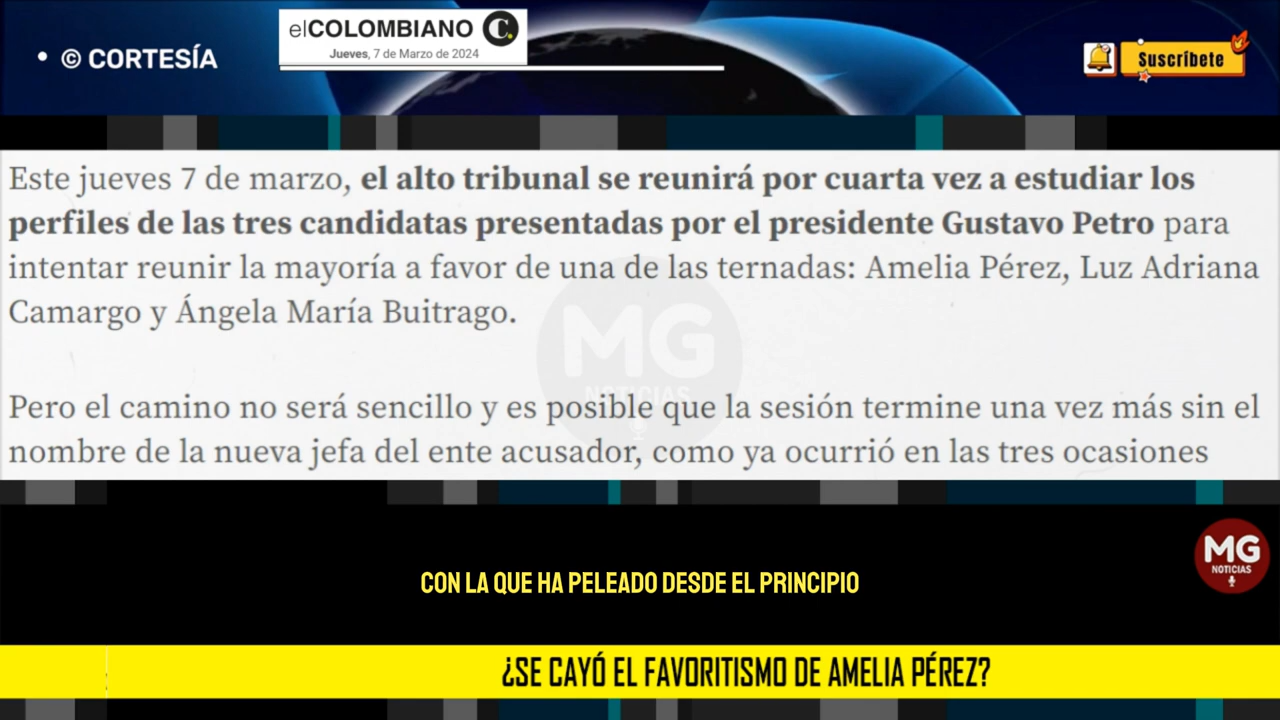 • © CORTESÍA
elCOLOMBIANO C.
Jueves, 7 de Marzo de 2024
Suscríbete
Este jueves 7 de marzo, el alto tribunal se reunirá por cuarta vez a estudiar los
perfiles de las tres candidatas presentadas por el presidente Gustavo Petro para
intentar reunir la mayoría a favor de una de las ternadas: Amelia Pérez, Luz Adriana
Camargo y Ángela María Buitrago.
MG
NOTICIAS
Pero el camino no será sencillo y es posible que la sesión termine una vez más sin el
nombre de la nueva jefa del ente acusador, como ya ocurrió en las tres ocasiones
MG
NOTICIAS
CON LA QUE HA PELEADO DESDE EL PRINCIPIO
¿SE CAYÓ EL FAVORITISMO DE AMELIA PÉREZ?